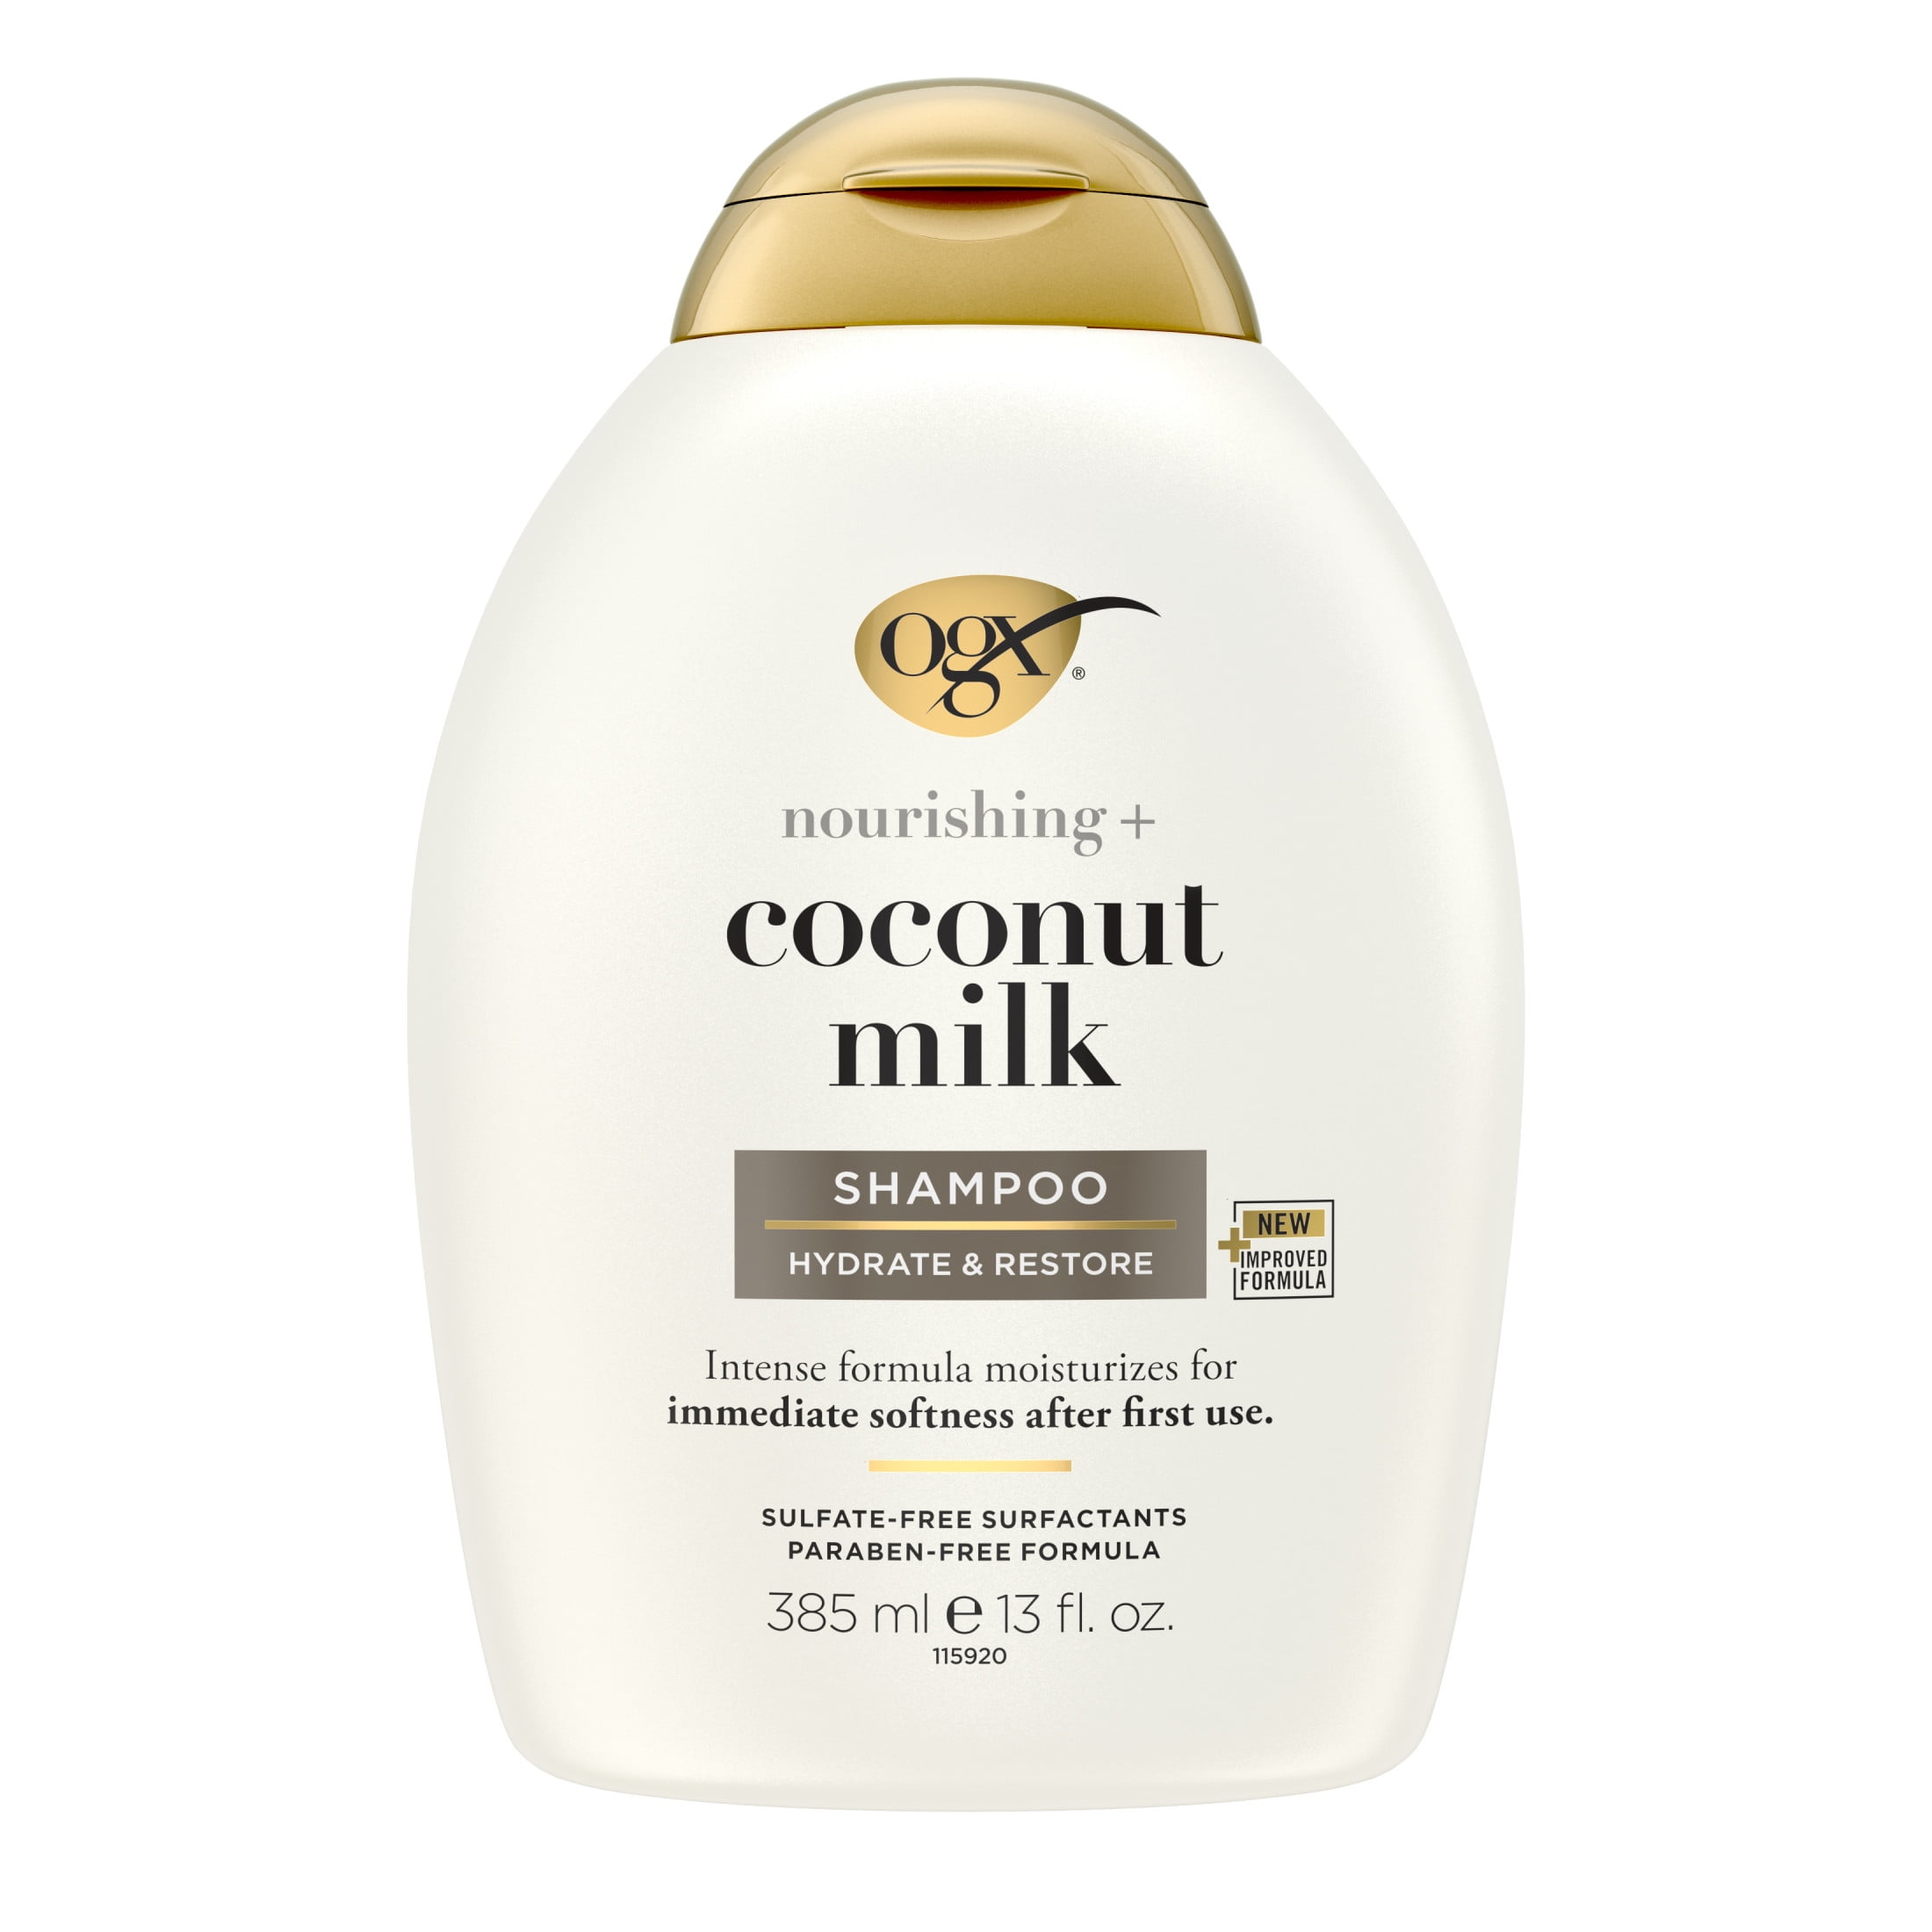 ogx®
nourishing +
coconut
milk
SHAMPOO
HYDRATE & RESTORE
NEW
+ IMPROVED
FORMULA
Intense formula moisturizes for
immediate softness after first use.
SULFATE-FREE SURFACTANTS
PARABEN-FREE FORMULA
385 ml e 13 fl. oz.
115920